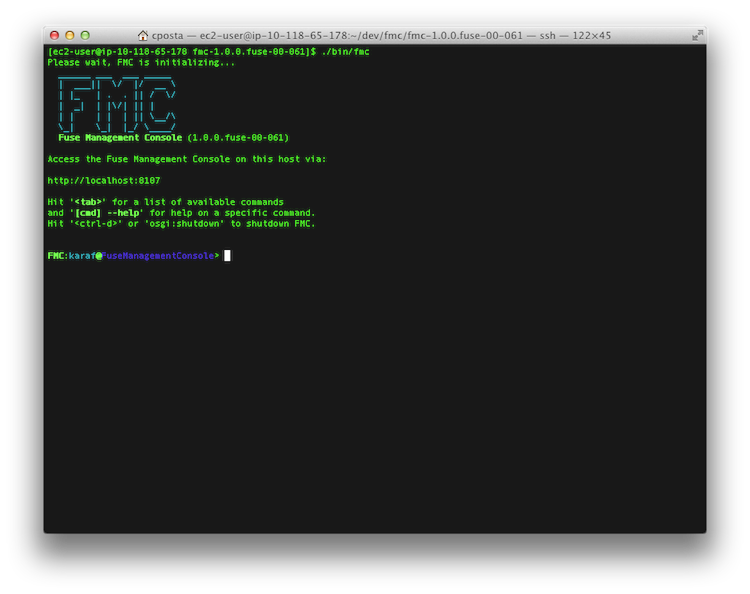 cposta — ec2-user@ip-10-118-65-178:~/dev/fmc/fmc-1.0.0.fuse-00-061 — ssh — 122×45
[ec2-user@ip-10-118-65-178 fmc-1.0.0.fuse-00-061]$ ./bin/fmc
Please wait, FMC is initializing...
FMC
Fuse Management Console (1.0.0.fuse-00-061)
Access the Fuse Management Console on this host via:
http://localhost:8107
Hit '<tab>' for a list of available commands
and '[cmd] --help' for help on a specific command.
Hit '<ctrl-d>' or 'osgi:shutdown' to shutdown FMC.
FMC:karaf@FuseManagementConsole>